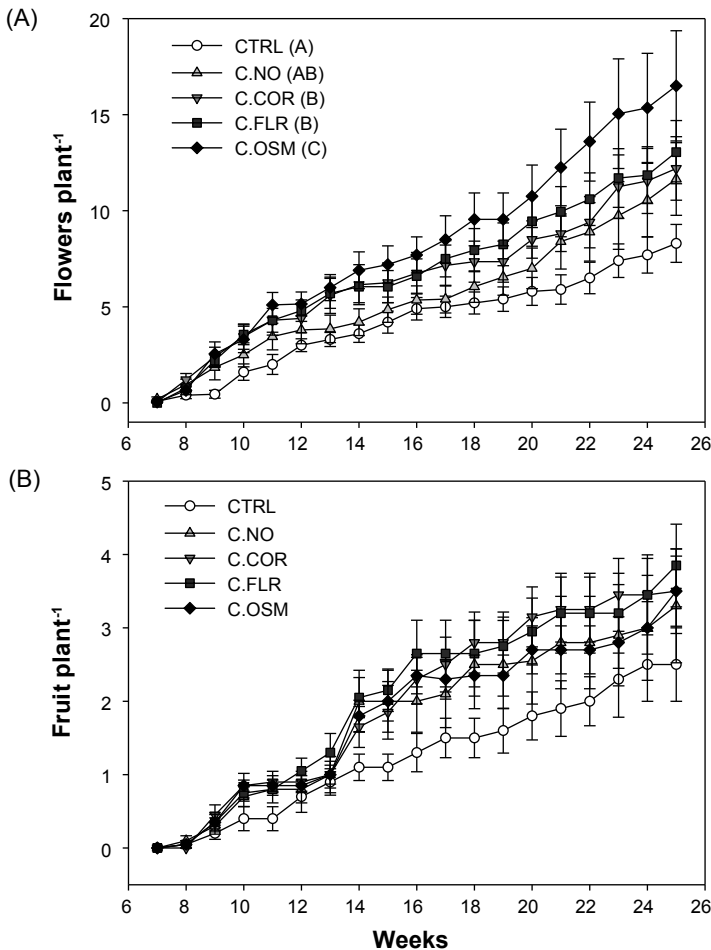 (A)
20
15
10
5
0
Flowers plant⁻¹
CTRL (A)
C.NO (AB)
C.COR (B)
C.FLR (B)
C.OSM (C)
6 8 10 12 14 16 18 20 22 24 26
(B)
5
4
3
2
1
0
Fruit plant⁻¹
CTRL
C.NO
C.COR
C.FLR
C.OSM
6 8 10 12 14 16 18 20 22 24 26
Weeks